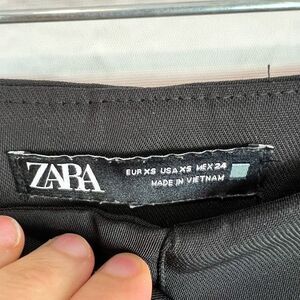 ZARA
EUR XS USA XS MEX 24
MADE IN VIETNAM